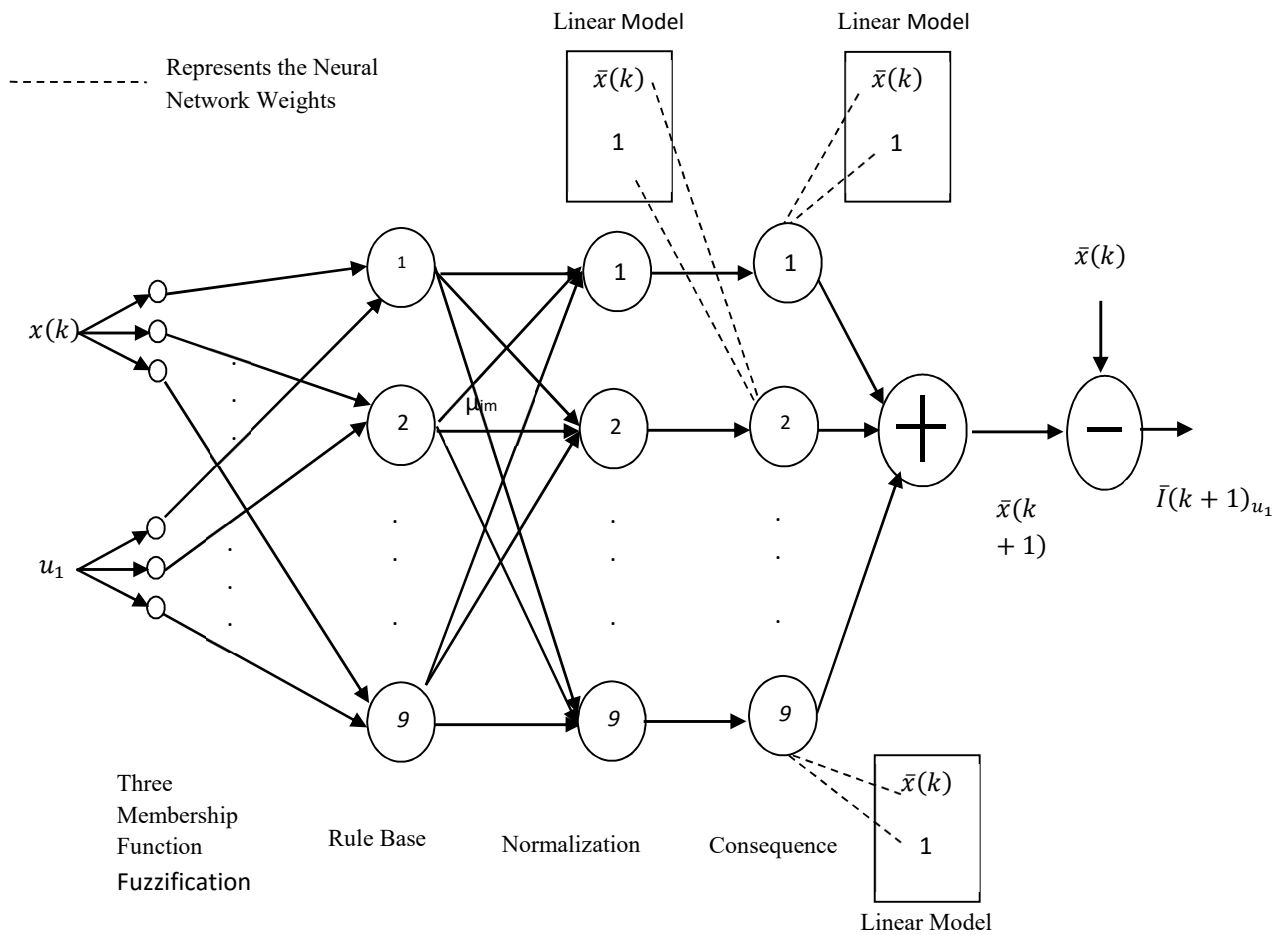 Linear Model
Linear Model
Represents the Neural
Network Weights
x̄(k)
1
x̄(k)
1
1
1
1
x̄(k)
x(k)
.
.
.
μim
2
2
2
+
−
x̄(k
+ 1)
Ī(k + 1)u₁
u₁
.
.
.
.
.
.
.
.
.
.
.
.
9
9
9
Three
Membership
Function
Fuzzification
Rule Base
Normalization
Consequence
x̄(k)
1
Linear Model